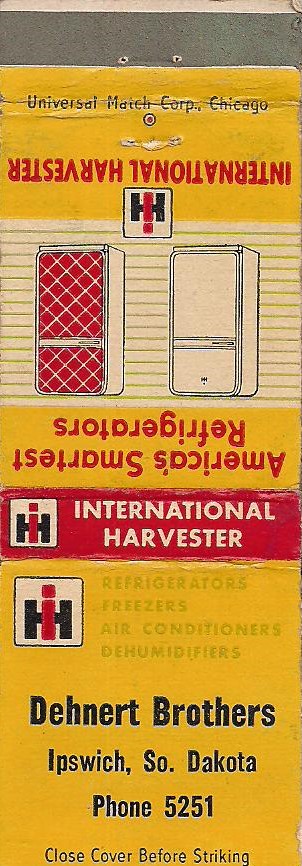 Universal Match Corp., Chicago
INTERNATIONAL HARVESTER
IH
America's Smartest
Refrigerators
IH
INTERNATIONAL
HARVESTER
IH
REFRIGERATORS
FREEZERS
AIR CONDITIONERS
DEHUMIDIFIERS
Dehnert Brothers
Ipswich, So. Dakota
Phone 5251
Close Cover Before Striking